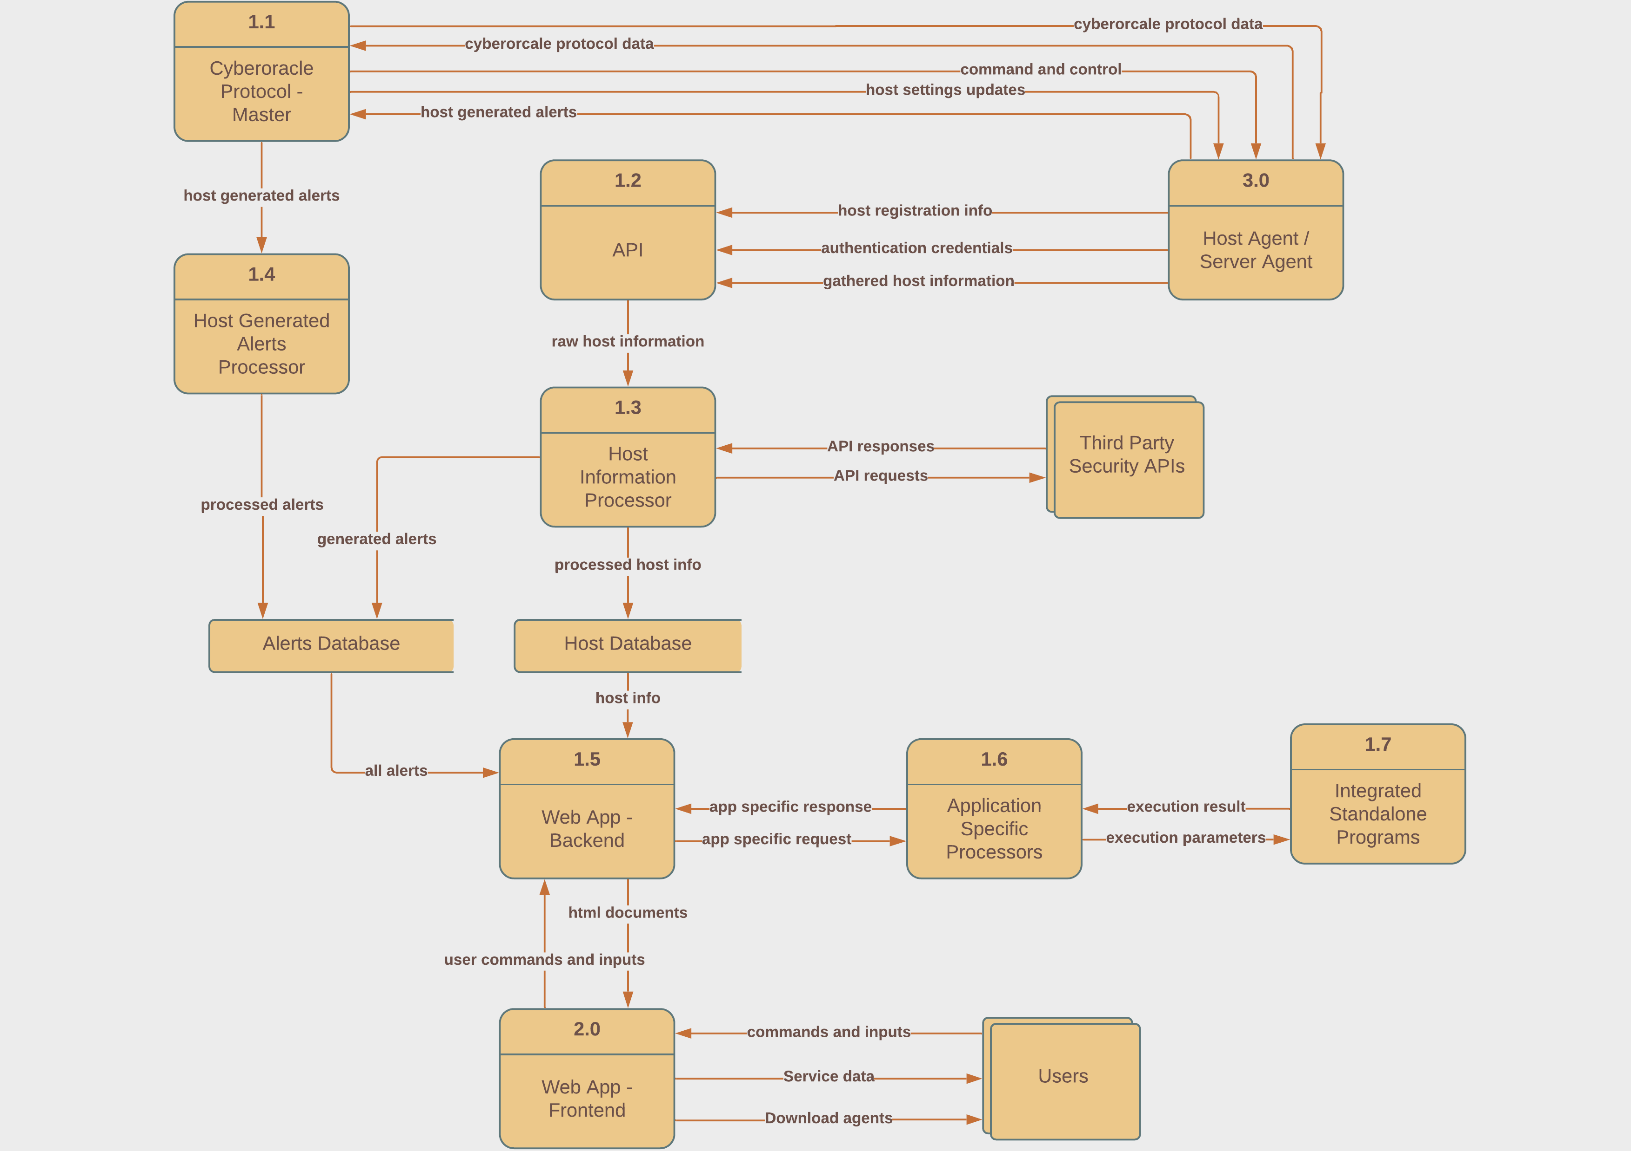 1.1
Cyberoracle
Protocol -
Master
cyberorcale protocol data
cyberorcale protocol data
command and control
host settings updates
host generated alerts
host generated alerts
1.2
API
3.0
Host Agent /
Server Agent
host registration info
authentication credentials
gathered host information
1.4
Host Generated
Alerts
Processor
raw host information
1.3
Host
Information
Processor
API responses
API requests
Third Party
Security APIs
processed alerts
generated alerts
processed host info
Alerts Database
Host Database
host info
all alerts
1.5
Web App -
Backend
app specific response
app specific request
1.6
Application
Specific
Processors
execution result
execution parameters
1.7
Integrated
Standalone
Programs
html documents
user commands and inputs
2.0
Web App -
Frontend
commands and inputs
Service data
Download agents
Users